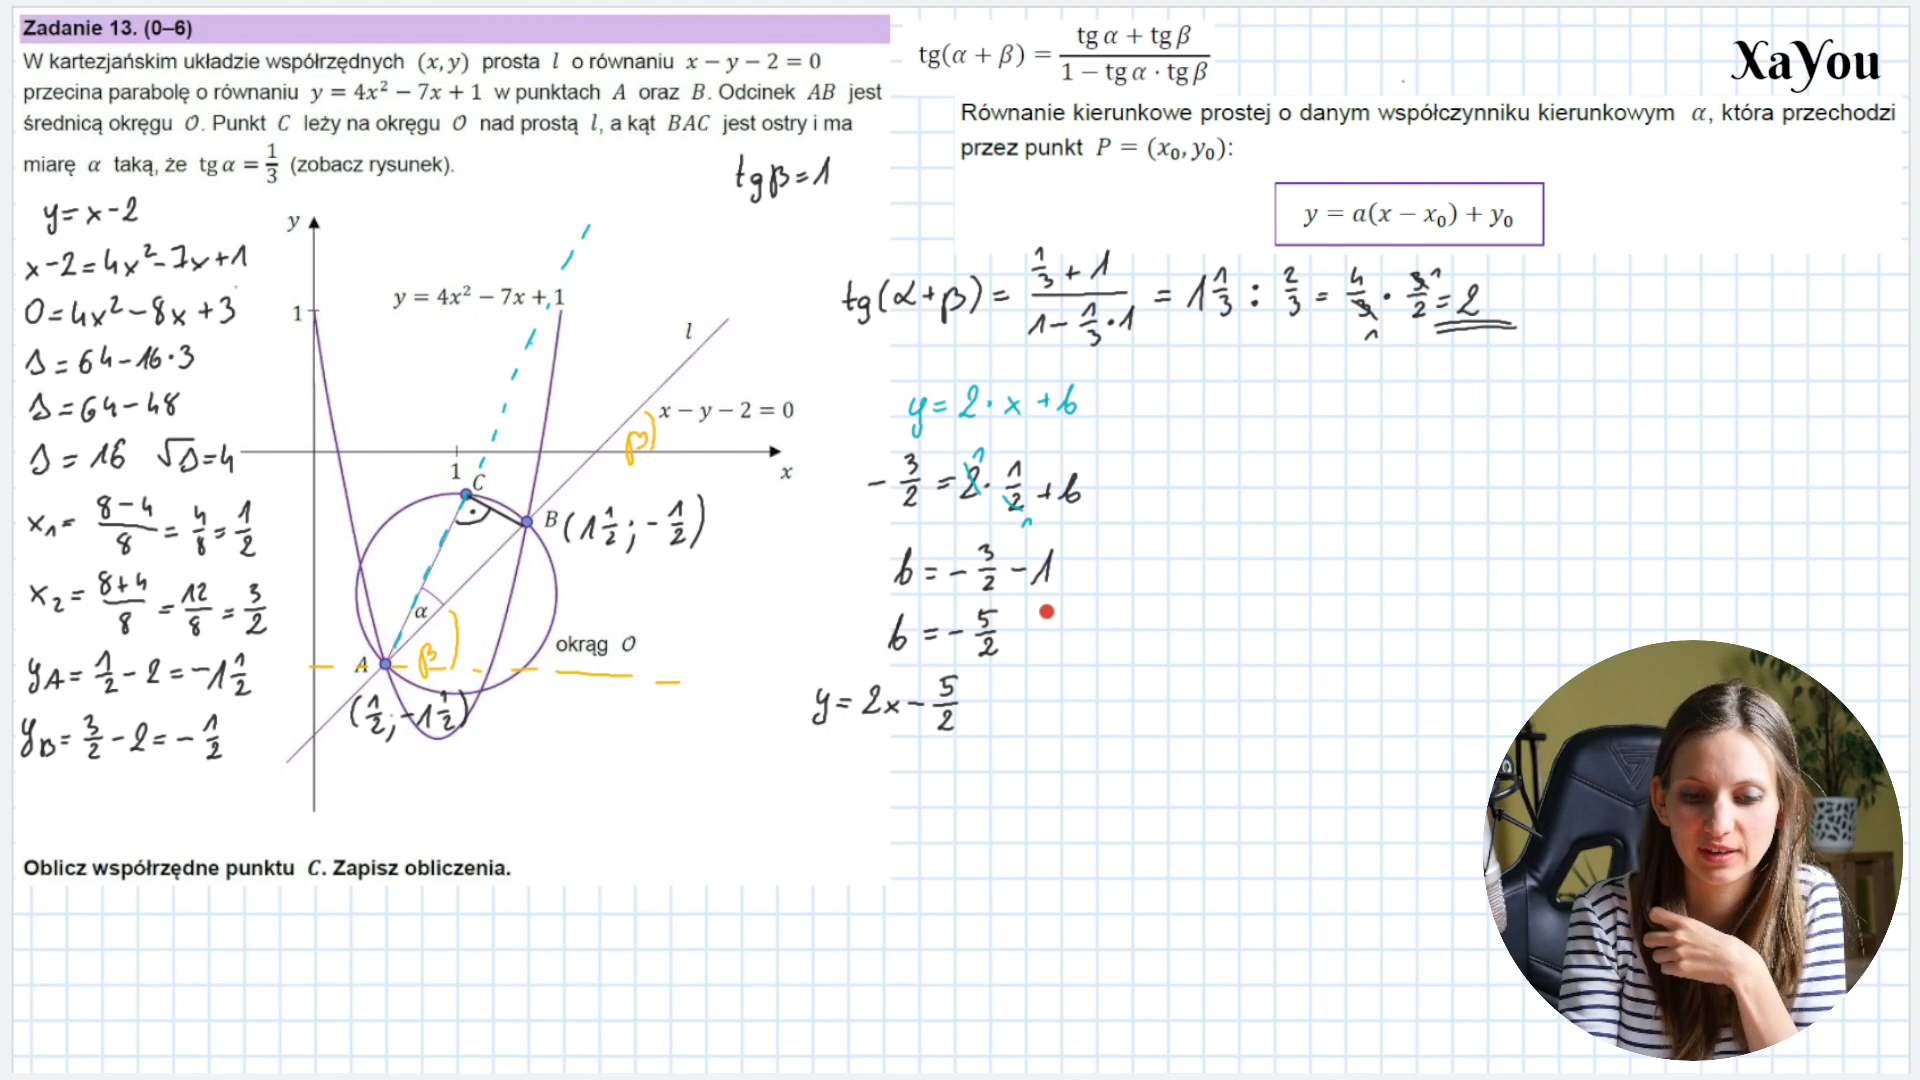 Zadanie 13. (0–6)
W kartezjańskim układzie współrzędnych (x, y) prosta l o równaniu x − y − 2 = 0
przecina parabolę o równaniu y = 4x² − 7x + 1 w punktach A oraz B. Odcinek AB jest
średnicą okręgu O. Punkt C leży na okręgu O nad prostą l, a kąt BAC jest ostry i ma
miarę α taką, że tg α = 1/3 (zobacz rysunek).
tg β = 1
y = x − 2
x − 2 = 4x² − 7x + 1
0 = 4x² − 8x + 3
Δ = 64 − 16 · 3
Δ = 64 − 48
Δ = 16 √Δ = 4
x₁ = (8 − 4)/8 = 4/8 = 1/2
x₂ = (8 + 4)/8 = 12/8 = 3/2
y_A = 1/2 − 2 = −1 1/2
y_B = 3/2 − 2 = −1/2
y
1
y = 4x² − 7x + 1
l
x − y − 2 = 0
β
1
x
C
B (1 1/2 ; −1/2)
α
okrąg O
A
β
(1/2 ; −1 1/2)
Oblicz współrzędne punktu C. Zapisz obliczenia.
tg(α + β) = (tg α + tg β)/(1 − tg α · tg β)
XaYou
Równanie kierunkowe prostej o danym współczynniku kierunkowym α, która przechodzi
przez punkt P = (x₀, y₀):
y = a(x − x₀) + y₀
tg(α + β) = (1/3 + 1)/(1 − 1/3 · 1) = 1 1/3 : 2/3 = 4/3 · 3/2 = 2
y = 2 · x + b
−3/2 = 2 · 1/2 + b
b = −3/2 − 1
b = −5/2
y = 2x − 5/2